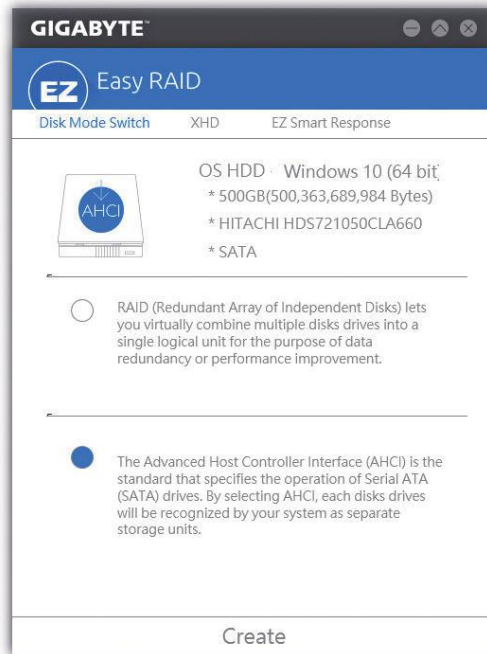 GIGABYTE™
EZ Easy RAID
Disk Mode Switch XHD EZ Smart Response
OS HDD Windows 10 (64 bit
* 500GB(500,363,689,984 Bytes)
AHCI
* HITACHI HDS721050CLA660
* SATA
RAID (Redundant Array of Independent Disks) lets
you virtually combine multiple disks drives into a
single logical unit for the purpose of data
redundancy or performance improvement.
The Advanced Host Controller Interface (AHCI) is the
standard that specifies the operation of Serial ATA
(SATA) drives. By selecting AHCI, each disks drives
will be recognized by your system as separate
storage units.
Create